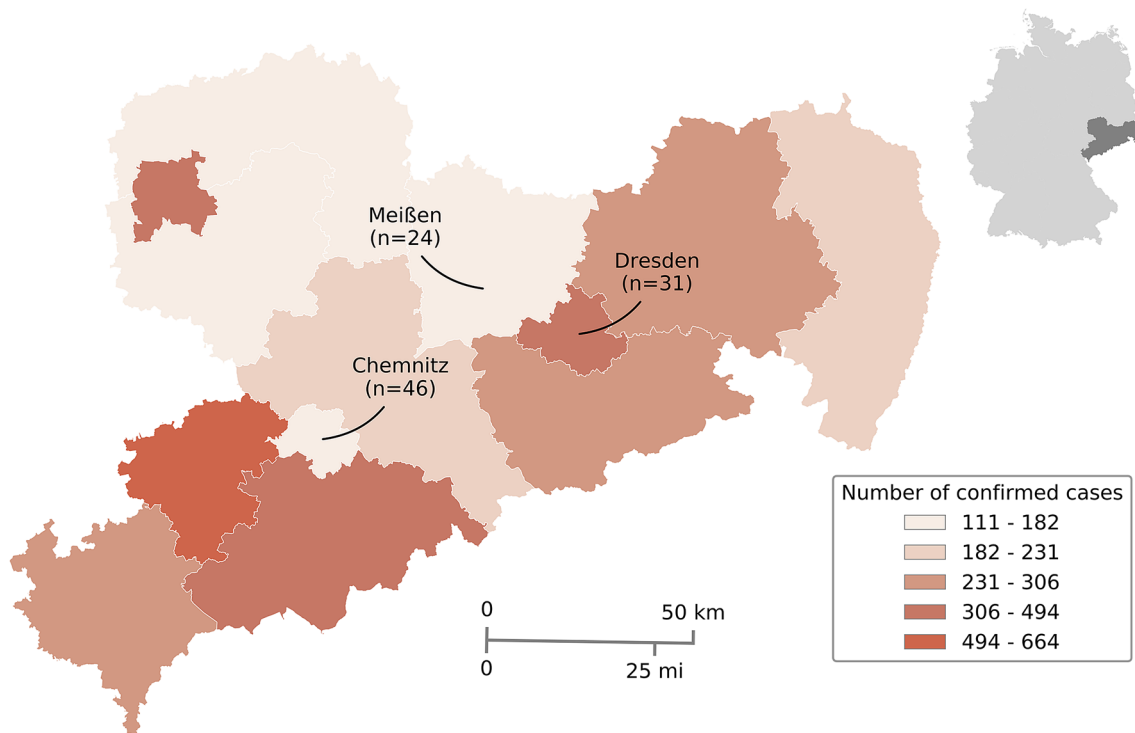 Meißen
(n=24)
Dresden
(n=31)
Chemnitz
(n=46)
Number of confirmed cases
111 - 182
182 - 231
231 - 306
306 - 494
494 - 664
0
50 km
0
25 mi